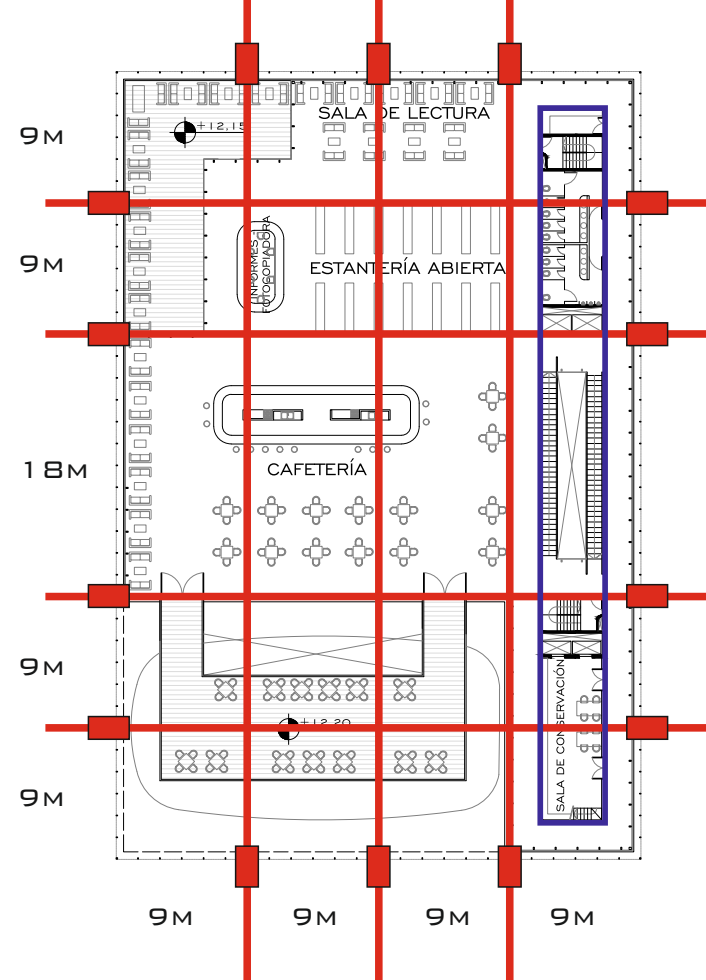 SALA DE LECTURA
+12,15
9M
INFORMES -
FOTOCOPIADORA
ESTANTERÍA ABIERTA
9M
CAFETERÍA
18M
9M
+12,20
SALA DE CONSERVACIÓN
9M
9M
9M
9M
9M